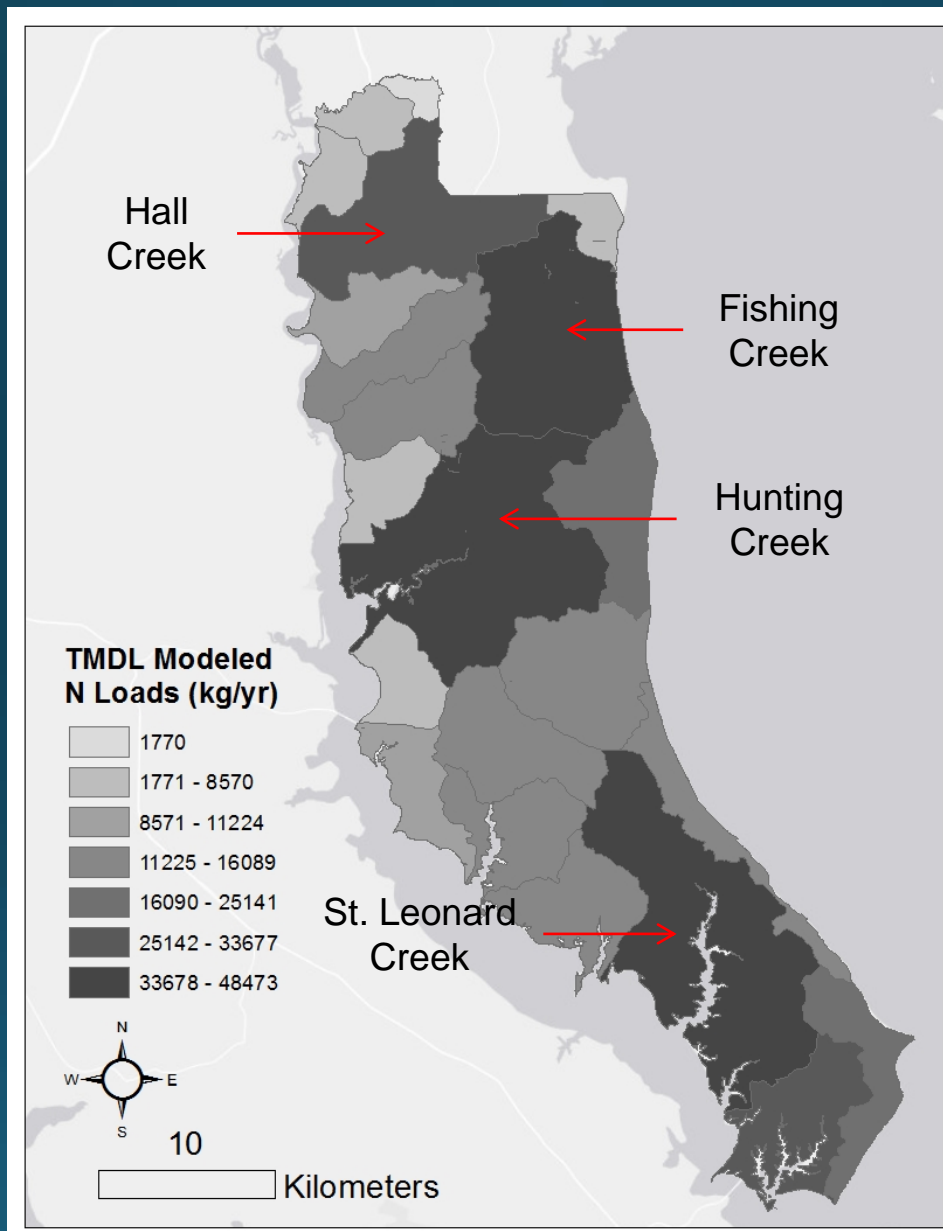 Hall
Creek
Fishing
Creek
Hunting
Creek
TMDL Modeled
N Loads (kg/yr)
1770
1771 - 8570
8571 - 11224
11225 - 16089
16090 - 25141
25142 - 33677
33678 - 48473
St. Leonard
Creek
N
W
E
S
10
Kilometers